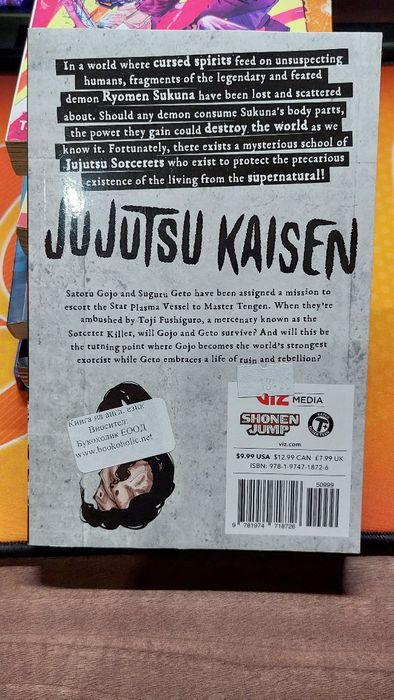 T
In a world where cursed spirits feed on unsuspecting
humans, fragments of the legendary and feared
demon Ryomen Sukuna have been lost and scattered
about. Should any demon consume Sukuna's body parts,
the power they gain could destroy the world as we
know it. Fortunately, there exists a mysterious school of
Jujutsu Sorcerers who exist to protect the precarious
existence of the living from the supernatural!
JUJUTSU KAISEN
Satoru Gojo and Suguru Geto have been assigned a mission to
escort the Star Plasma Vessel to Master Tengen. When they're
ambushed by Toji Fushiguro, a mercenary known as the
Sorcerer Killer, will Gojo and Geto survive? And will this be
the turning point where Gojo becomes the world's strongest
exorcist while Geto embraces a life of ruin and rebellion?
Книга на англ. език
Вносител
Букохолик ЕООД
www.bookoholic.net
VIZ MEDIA
SHONEN
JUMP
T+
viz.com
$9.99 USA $12.99 CAN £7.99 UK
ISBN: 978-1-9747-1872-6
50999
9 781974 718726